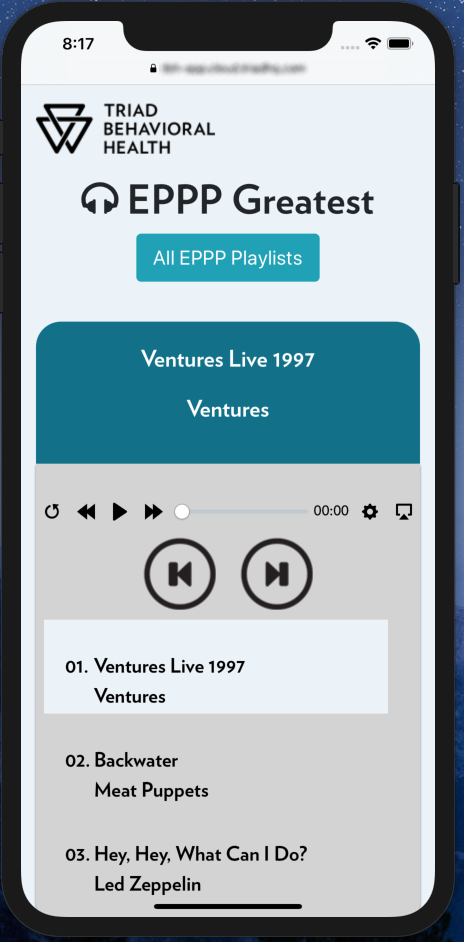 8:17
TRIAD
BEHAVIORAL
HEALTH
EPPP Greatest
All EPPP Playlists
Ventures Live 1997
Ventures
00:00
01. Ventures Live 1997
Ventures
02. Backwater
Meat Puppets
03. Hey, Hey, What Can I Do?
Led Zeppelin